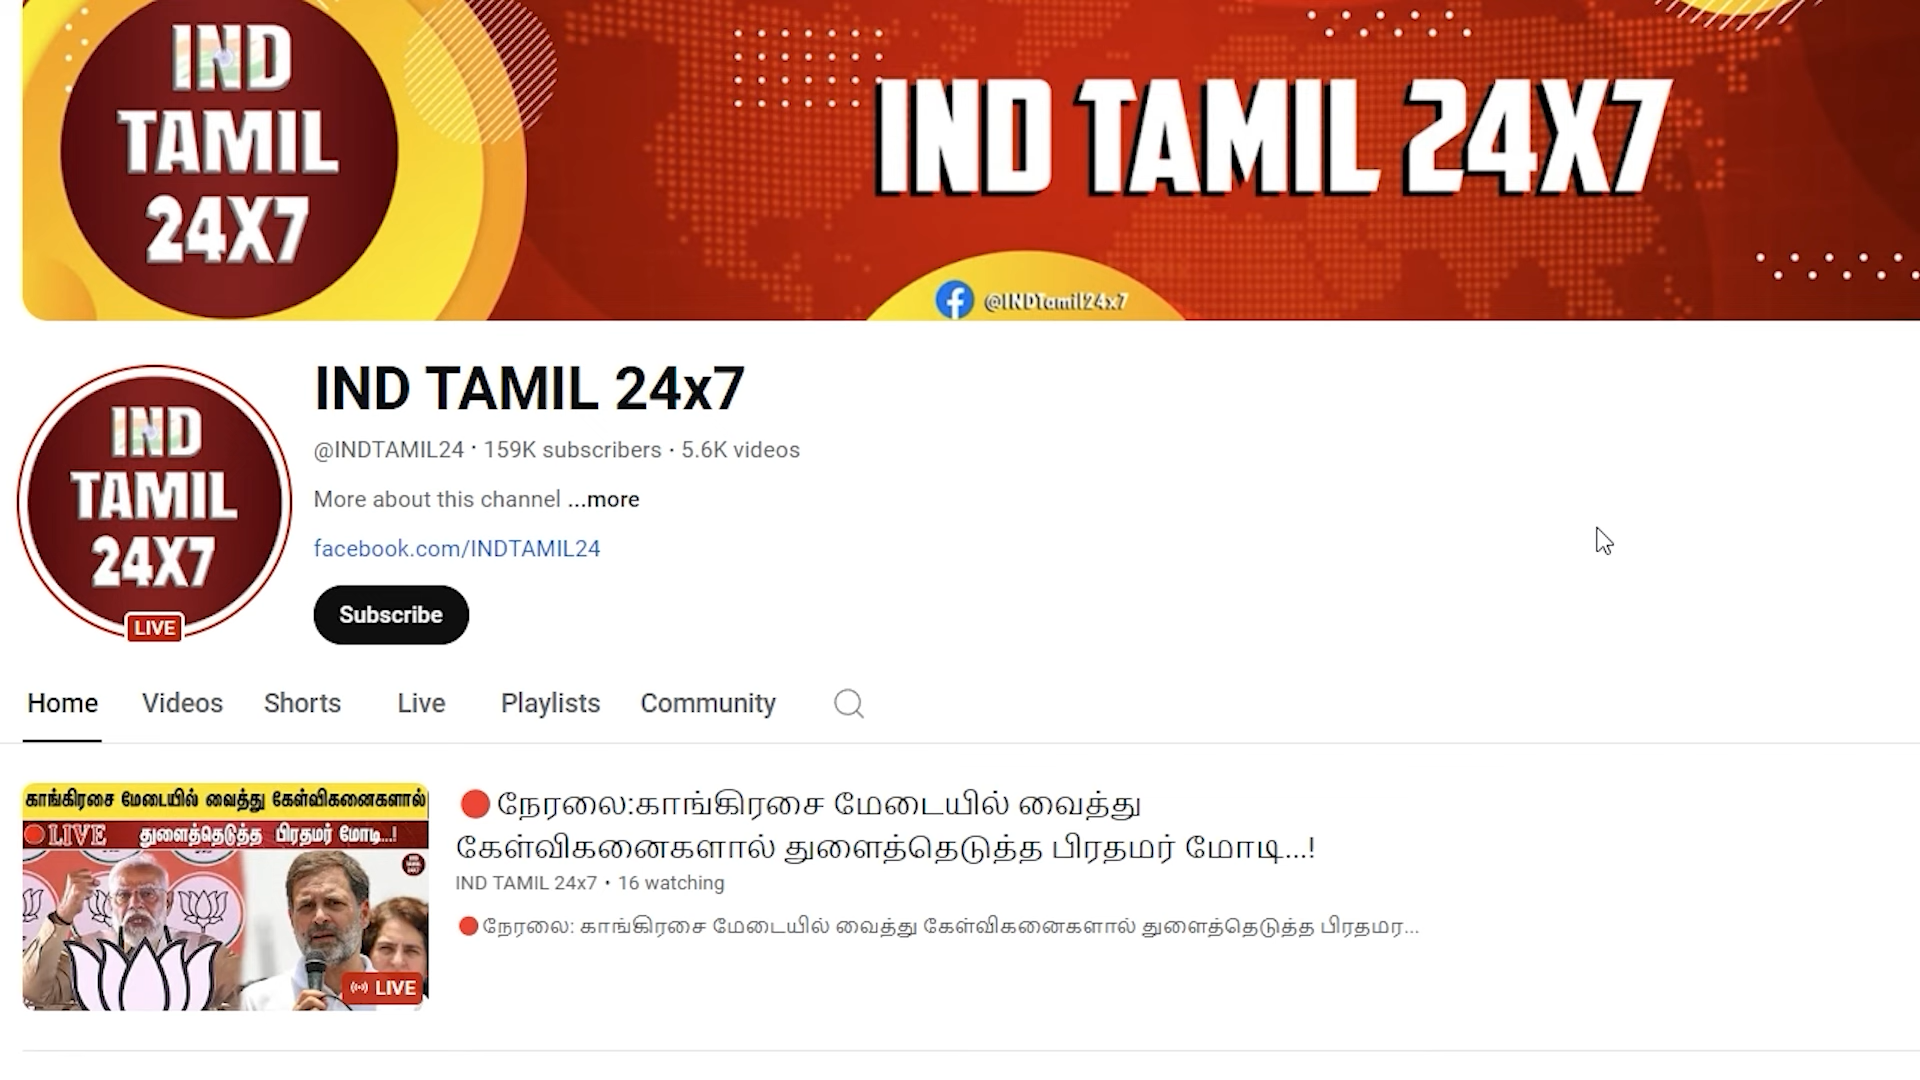 IND
TAMIL
24X7
IND TAMIL 24X7
@INDTamil24x7
IND
TAMIL
24X7
LIVE
IND TAMIL 24x7
@INDTAMIL24 · 159K subscribers · 5.6K videos
More about this channel ...more
facebook.com/INDTAMIL24
Subscribe
Home Videos Shorts Live Playlists Community
காங்கிரசை மேடையில் வைத்து கேள்விகனைகளால்
LIVE துளைத்தெடுத்த பிரதமர் மோடி...!
LIVE
🔴நேரலை:காங்கிரசை மேடையில் வைத்து
கேள்விகனைகளால் துளைத்தெடுத்த பிரதமர் மோடி...!
IND TAMIL 24x7 • 16 watching
🔴நேரலை: காங்கிரசை மேடையில் வைத்து கேள்விகனைகளால் துளைத்தெடுத்த பிரதமர...